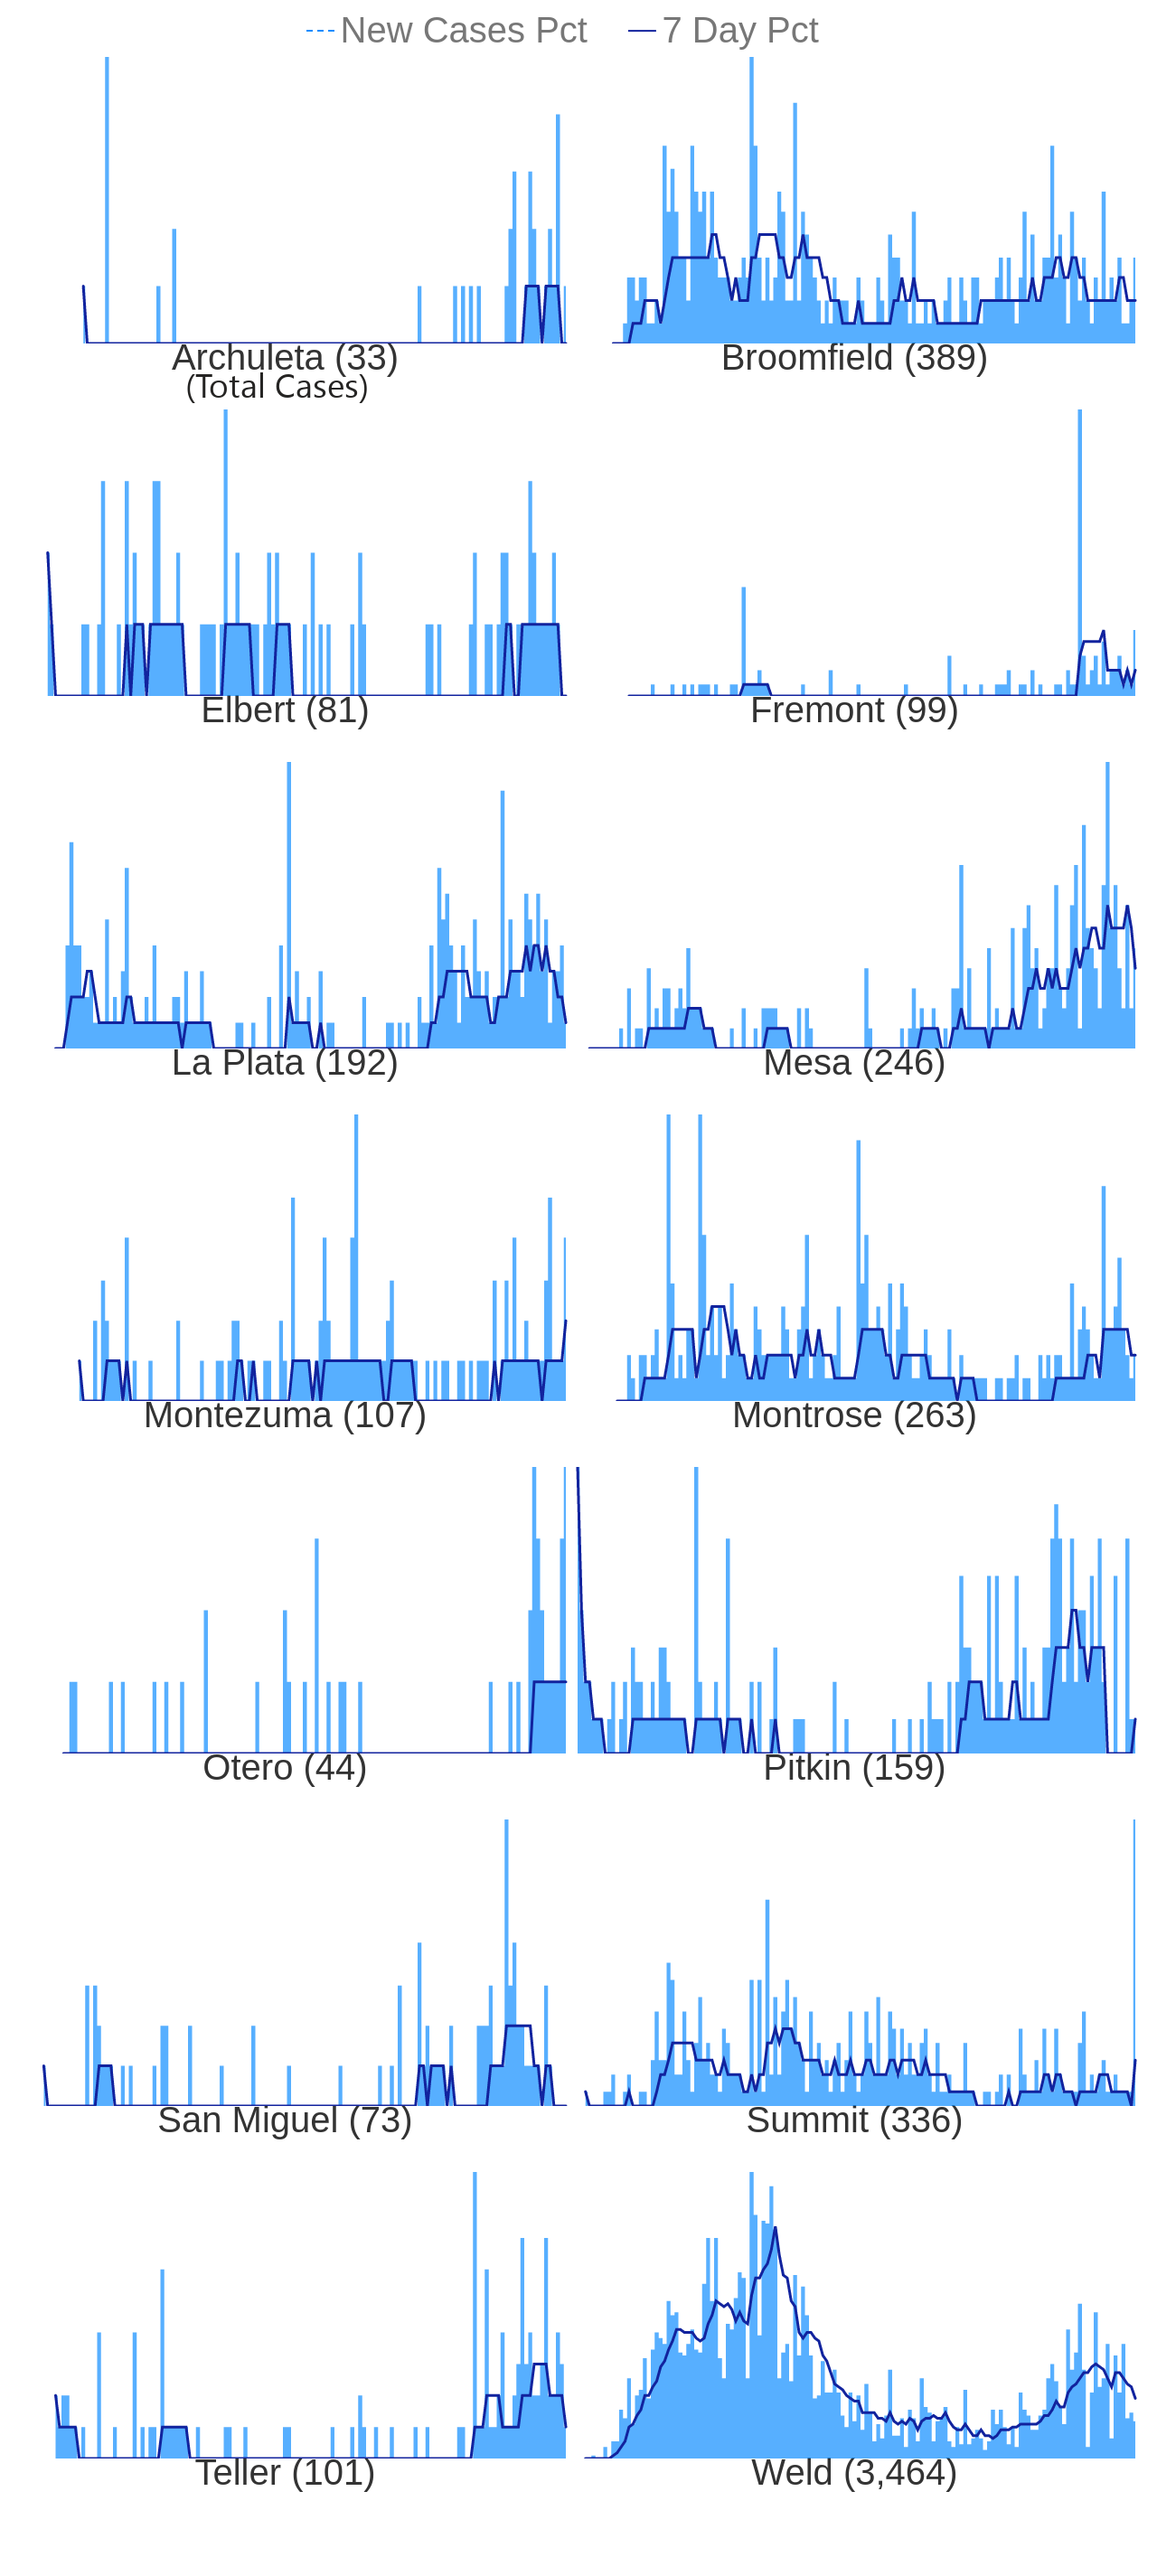 New Cases Pct 7 Day Pct
Archuleta (33) Broomfield (389)
(Total Cases)
Elbert (81) Fremont (99)
La Plata (192) Mesa (246)
Montezuma (107) Montrose (263)
Otero (44) Pitkin (159)
San Miguel (73) Summit (336)
Teller (101) Weld (3,464)